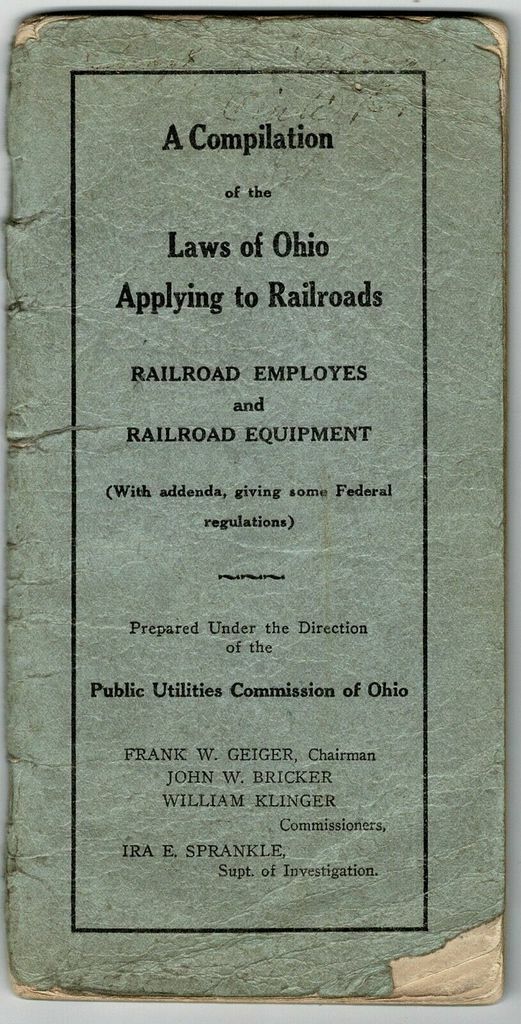 A Compilation
of the
Laws of Ohio
Applying to Railroads
RAILROAD EMPLOYES
and
RAILROAD EQUIPMENT
(With addenda, giving some Federal
regulations)
Prepared Under the Direction
of the
Public Utilities Commission of Ohio
FRANK W. GEIGER, Chairman
JOHN W. BRICKER
WILLIAM KLINGER
Commissioners,
IRA E. SPRANKLE,
Supt. of Investigation.